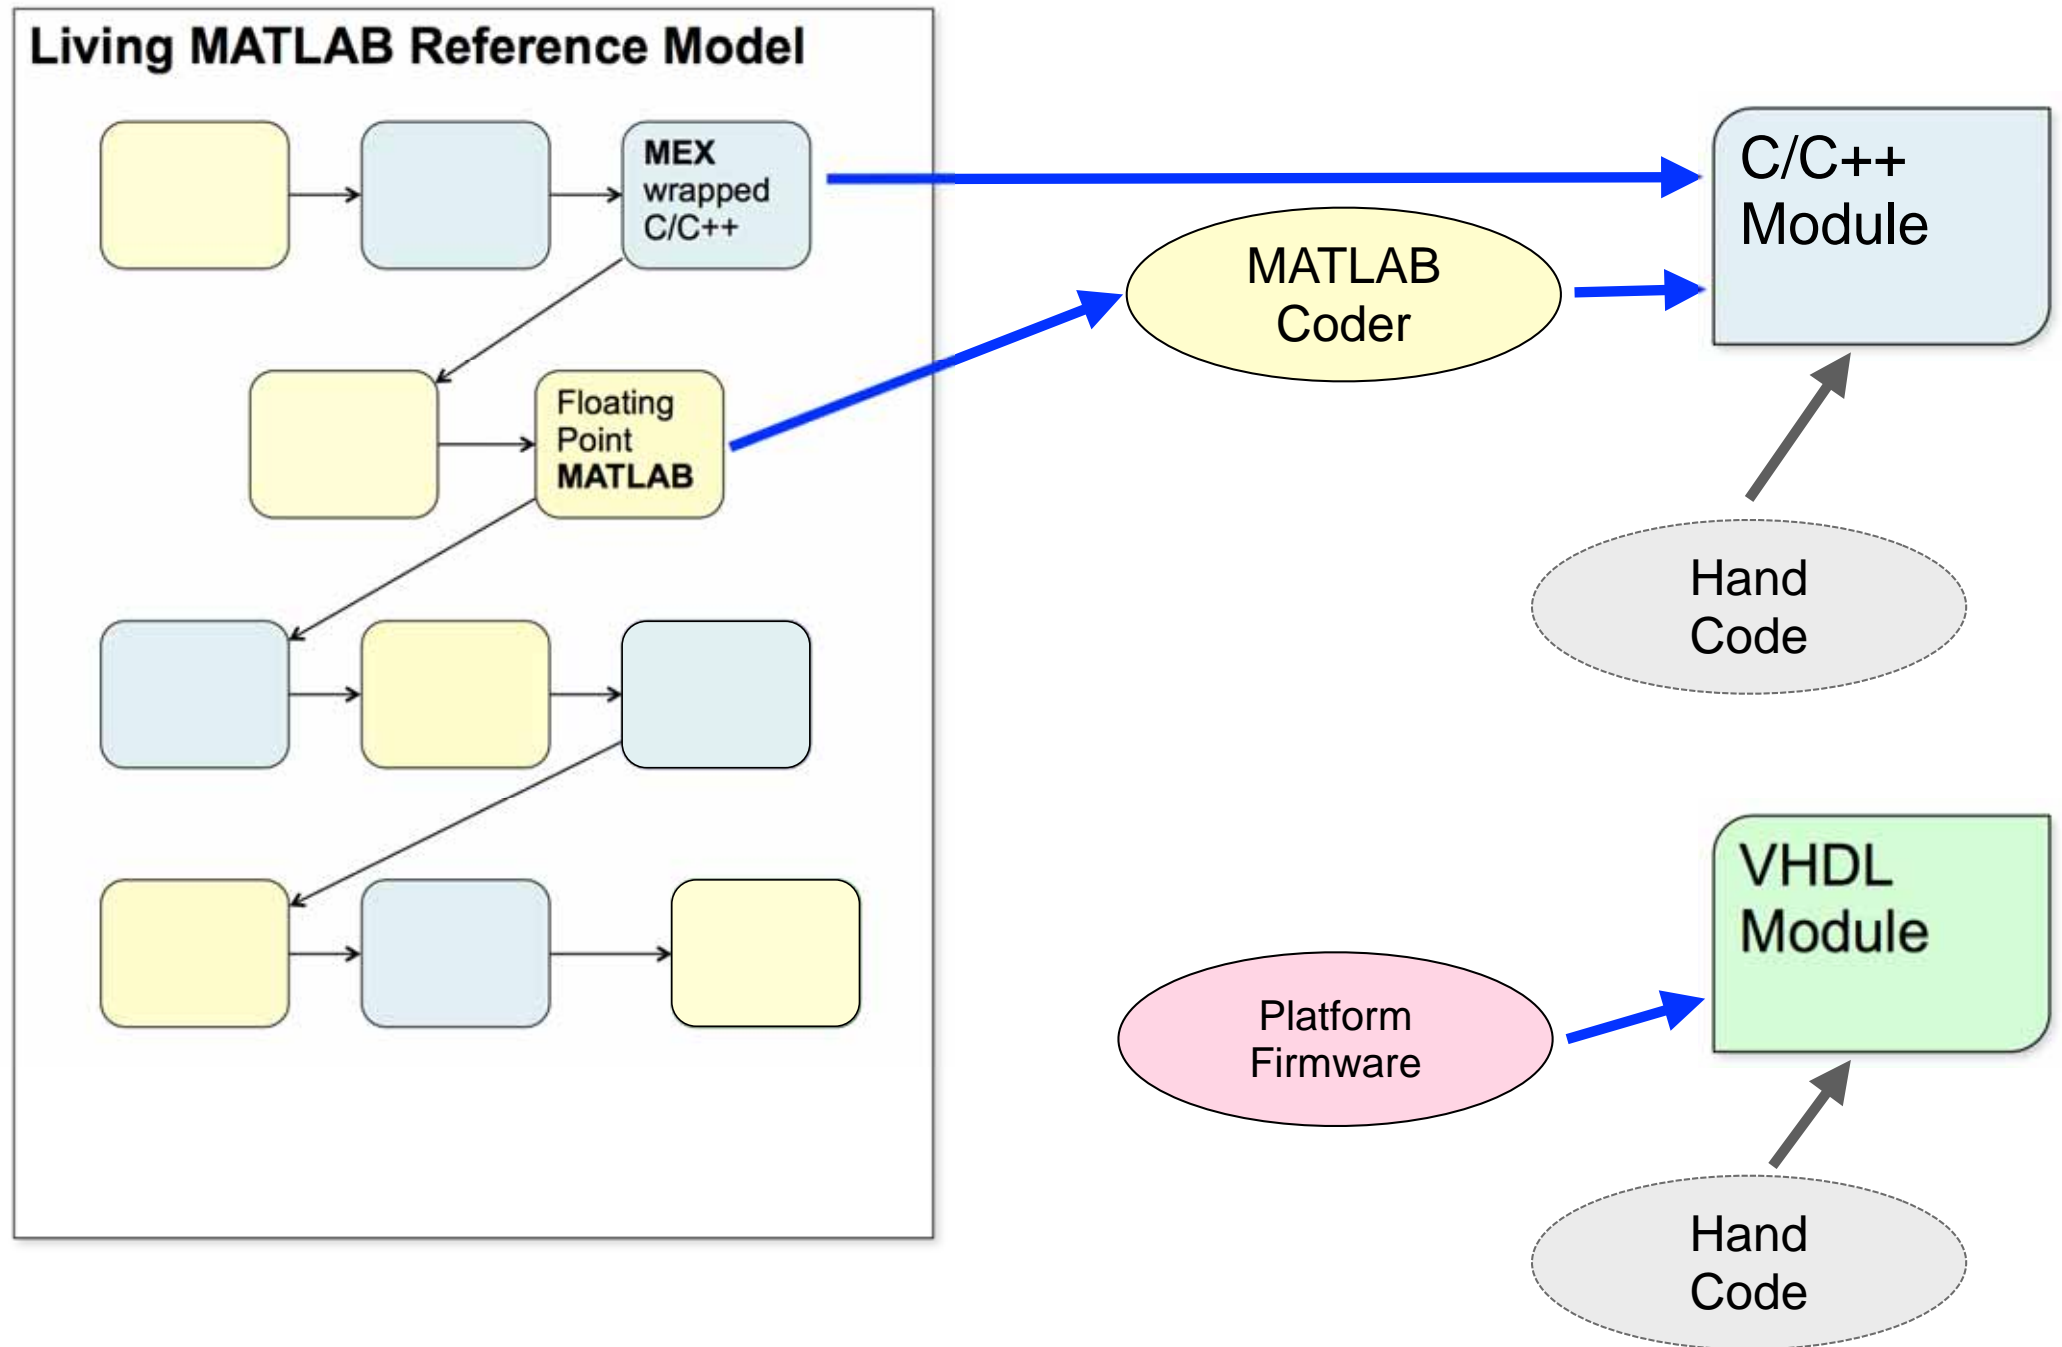 Living MATLAB Reference Model
MEX
wrapped
C/C++
Floating
Point
MATLAB
MATLAB
Coder
C/C++
Module
Hand
Code
VHDL
Module
Platform
Firmware
Hand
Code